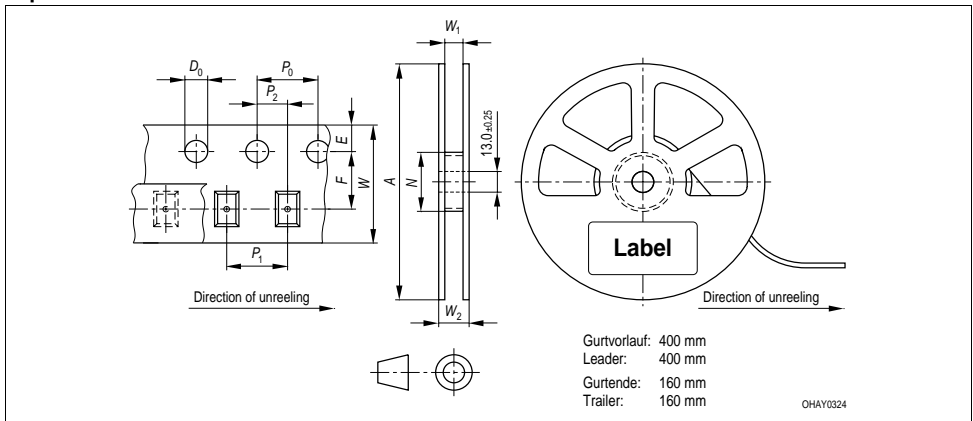 W1
D0
P0
P2
E
F
W
A
N
13.0 ±0.25
P1
W2
Label
Direction of unreeling
Direction of unreeling
Gurtvorlauf: 400 mm
Leader: 400 mm
Gurtende: 160 mm
Trailer: 160 mm
OHAY0324